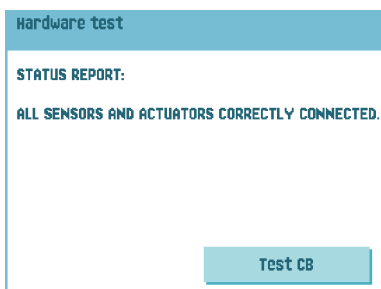 Hardware test
STATUS REPORT:
ALL SENSORS AND ACTUATORS CORRECTLY CONNECTED.
Test CB